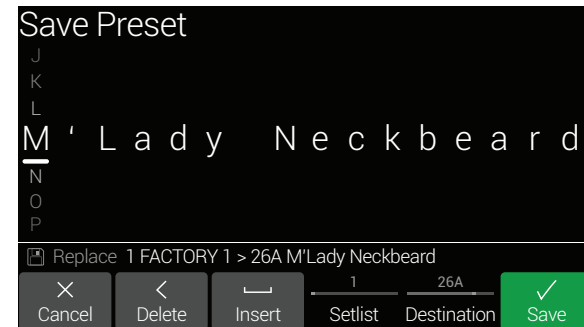 Save Preset
J
K
L
M ' L a d y   N e c k b e a r d
N
O
P
Replace 1 FACTORY 1 > 26A M'Lady Neckbeard
1 26A
Cancel Delete Insert Setlist Destination Save